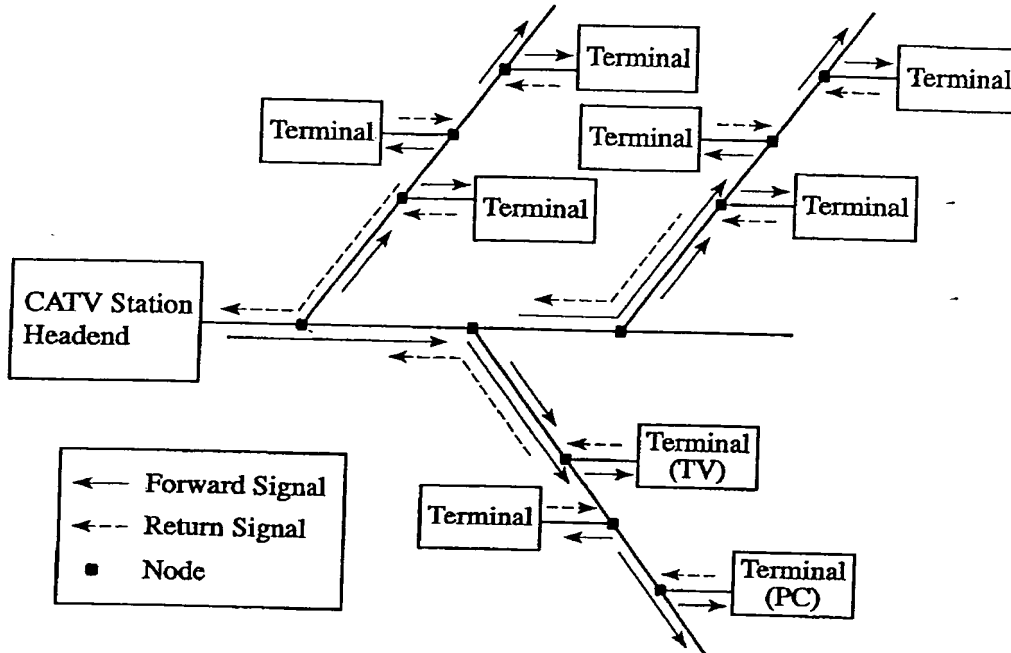 Terminal
Terminal
Terminal
Terminal
Terminal
Terminal
CATV Station
Headend
Terminal
(TV)
Forward Signal
Return Signal
Terminal
Node
Terminal
(PC)